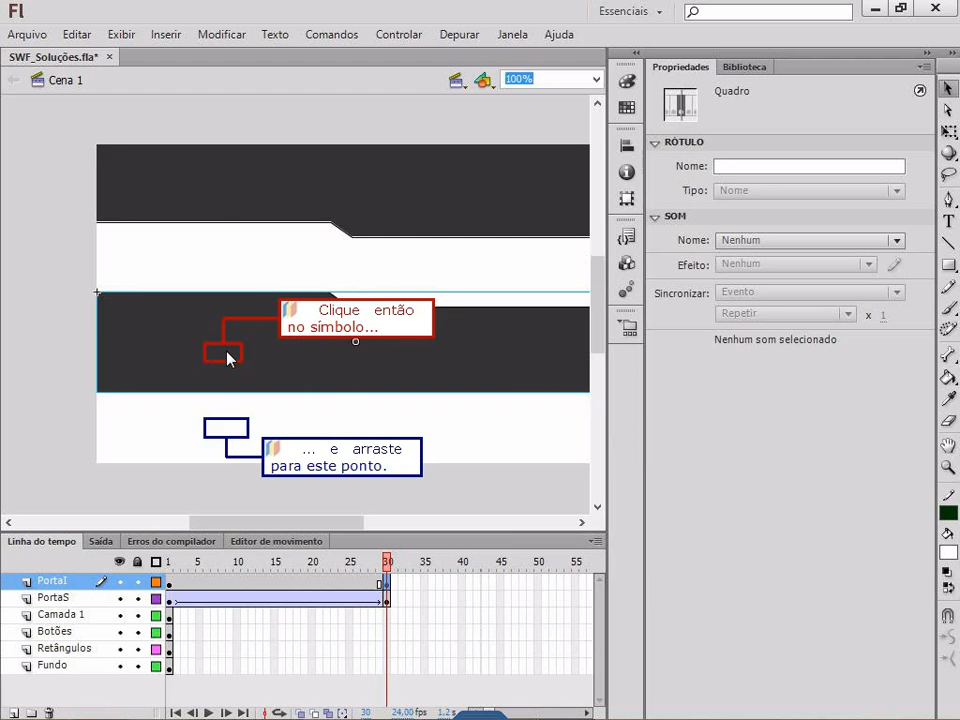 Fl
Essenciais
Arquivo Editar Exibir Inserir Modificar Texto Comandos Controlar Depurar Janela Ajuda
SWF_Soluções.fla*
Cena 1
100%
Clique então
no símbolo...
... e arraste
para este ponto.
Propriedades Biblioteca
Quadro
RÓTULO
Nome:
Tipo: Nome
SOM
Nome: Nenhum
Efeito: Nenhum
Sincronizar: Evento
Repetir x 1
Nenhum som selecionado
Linha do tempo Saída Erros do compilador Editor de movimento
1 5 10 15 20 25 30 35 40 45 50 55
PortaI
PortaS
Camada 1
Botões
Retângulos
Fundo
30 24,00 fps 1,2 s